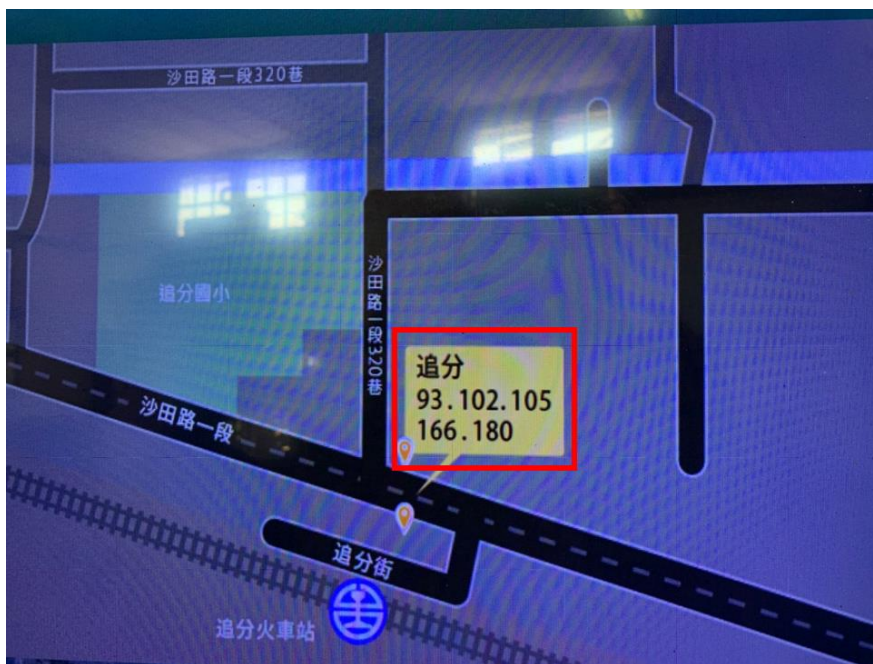 沙田路一段320巷
追分國小
沙田路一段320巷
追分
93.102.105
166.180
沙田路一段
追分街
追分火車站